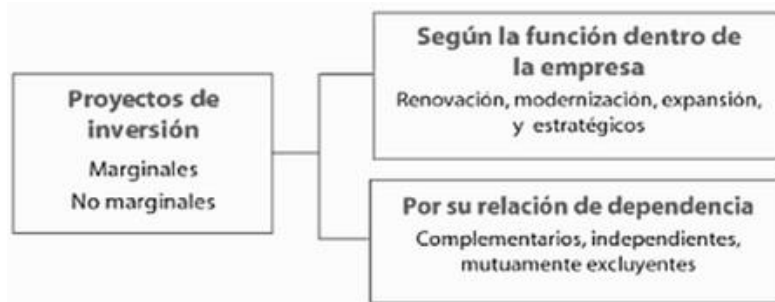 Proyectos de
inversión
Marginales
No marginales
Según la función dentro de
la empresa
Renovación, modernización, expansión,
y estratégicos
Por su relación de dependencia
Complementarios, independientes,
mutuamente excluyentes